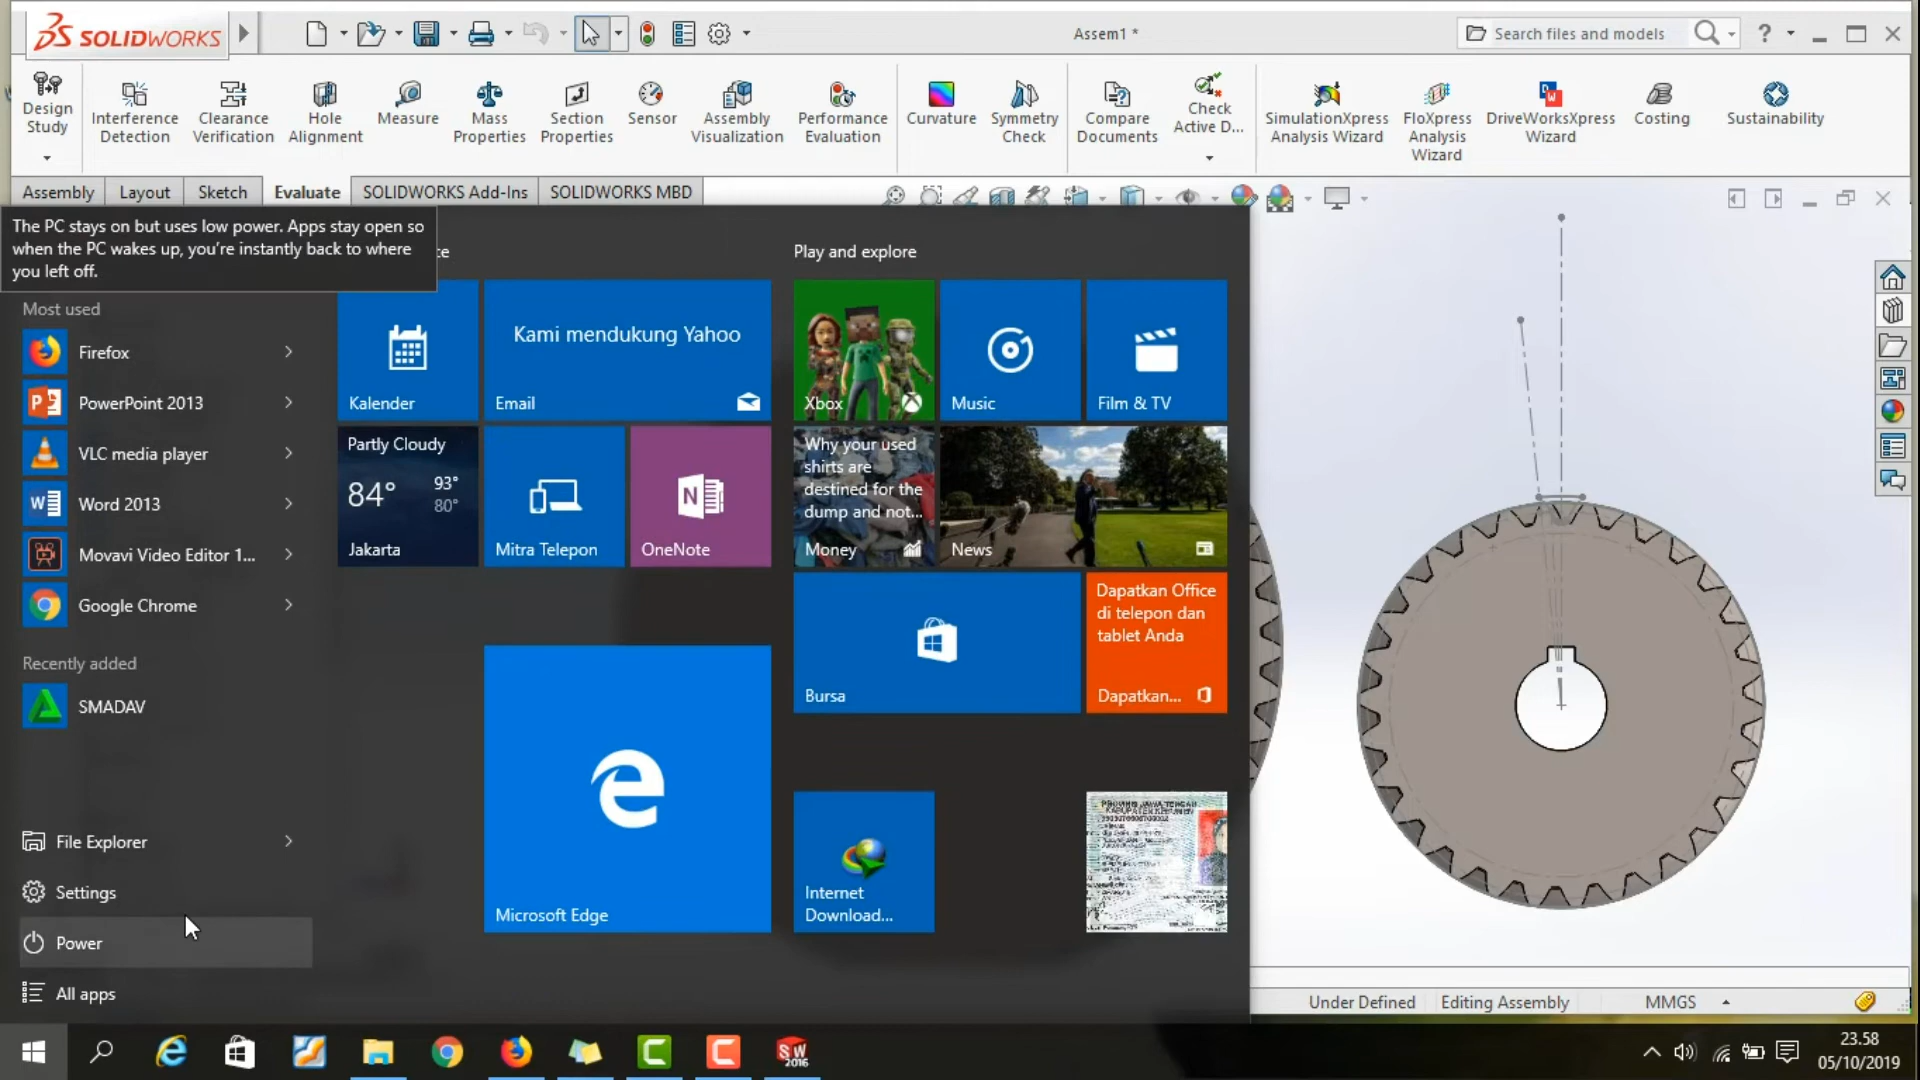 SOLIDWORKS
Assem1 *
Search files and models
?
Design
Study
Interference
Detection
Clearance
Verification
Hole
Alignment
Measure
Mass
Properties
Section
Properties
Sensor
Assembly
Visualization
Performance
Evaluation
Curvature
Symmetry
Check
Compare
Documents
Check
Active D...
SimulationXpress
Analysis Wizard
FloXpress
Analysis
Wizard
DriveWorksXpress
Wizard
Costing
Sustainability
Assembly
Layout
Sketch
Evaluate
SOLIDWORKS Add-Ins
SOLIDWORKS MBD
The PC stays on but uses low power. Apps stay open so
when the PC wakes up, you're instantly back to where
you left off.
Most used
Firefox
PowerPoint 2013
VLC media player
Word 2013
Movavi Video Editor 1...
Google Chrome
Recently added
SMADAV
File Explorer
Settings
Power
All apps
Kalender
Kami mendukung Yahoo
Email
Partly Cloudy
84°
93°
80°
Jakarta
Mitra Telepon
OneNote
Microsoft Edge
Play and explore
Xbox
Music
Film & TV
Why your used
shirts are
destined for the
dump and not...
Money
News
Bursa
Dapatkan Office
di telepon dan
tablet Anda
Dapatkan...
Internet
Download...
PROVINSI JAWA TENGAH
KABUPATEN KEBUMEN
Under Defined
Editing Assembly
MMGS
SW
2016
23.58
05/10/2019